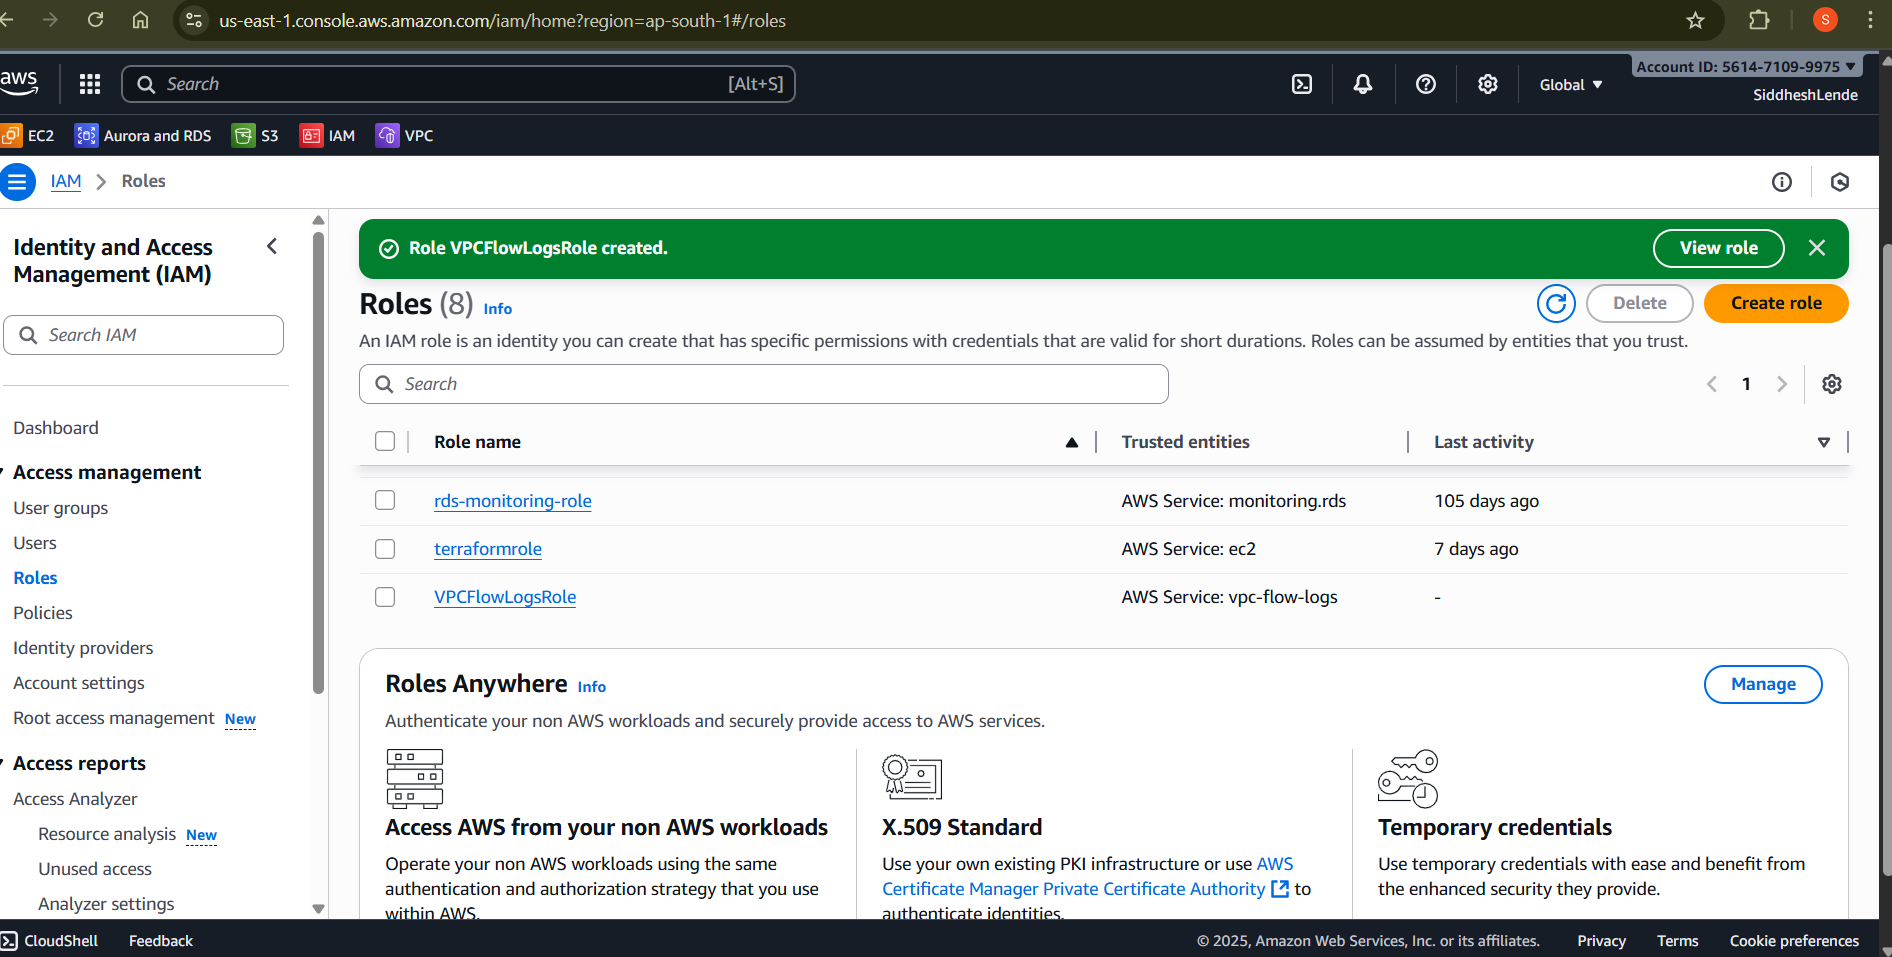 us-east-1.console.aws.amazon.com/iam/home?region=ap-south-1#/roles
S
aws
Search
[Alt+S]
Global
Account ID: 5614-7109-9975
SiddheshLende
EC2
Aurora and RDS
S3
IAM
VPC
IAM
Roles
Identity and Access
Management (IAM)
Search IAM
Dashboard
Access management
User groups
Users
Roles
Policies
Identity providers
Account settings
Root access management New
Access reports
Access Analyzer
Resource analysis New
Unused access
Analyzer settings
Role VPCFlowLogsRole created.
View role
Roles (8) Info
Delete
Create role
An IAM role is an identity you can create that has specific permissions with credentials that are valid for short durations. Roles can be assumed by entities that you trust.
Search
1
Role name
Trusted entities
Last activity
rds-monitoring-role
AWS Service: monitoring.rds
105 days ago
terraformrole
AWS Service: ec2
7 days ago
VPCFlowLogsRole
AWS Service: vpc-flow-logs
-
Roles Anywhere Info
Manage
Authenticate your non AWS workloads and securely provide access to AWS services.
Access AWS from your non AWS workloads
Operate your non AWS workloads using the same
authentication and authorization strategy that you use
within AWS.
X.509 Standard
Use your own existing PKI infrastructure or use AWS
Certificate Manager Private Certificate Authority to
authenticate identities.
Temporary credentials
Use temporary credentials with ease and benefit from
the enhanced security they provide.
CloudShell
Feedback
© 2025, Amazon Web Services, Inc. or its affiliates.
Privacy
Terms
Cookie preferences